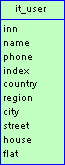 it_user
inn
name
phone
index
country
region
city
street
house
flat